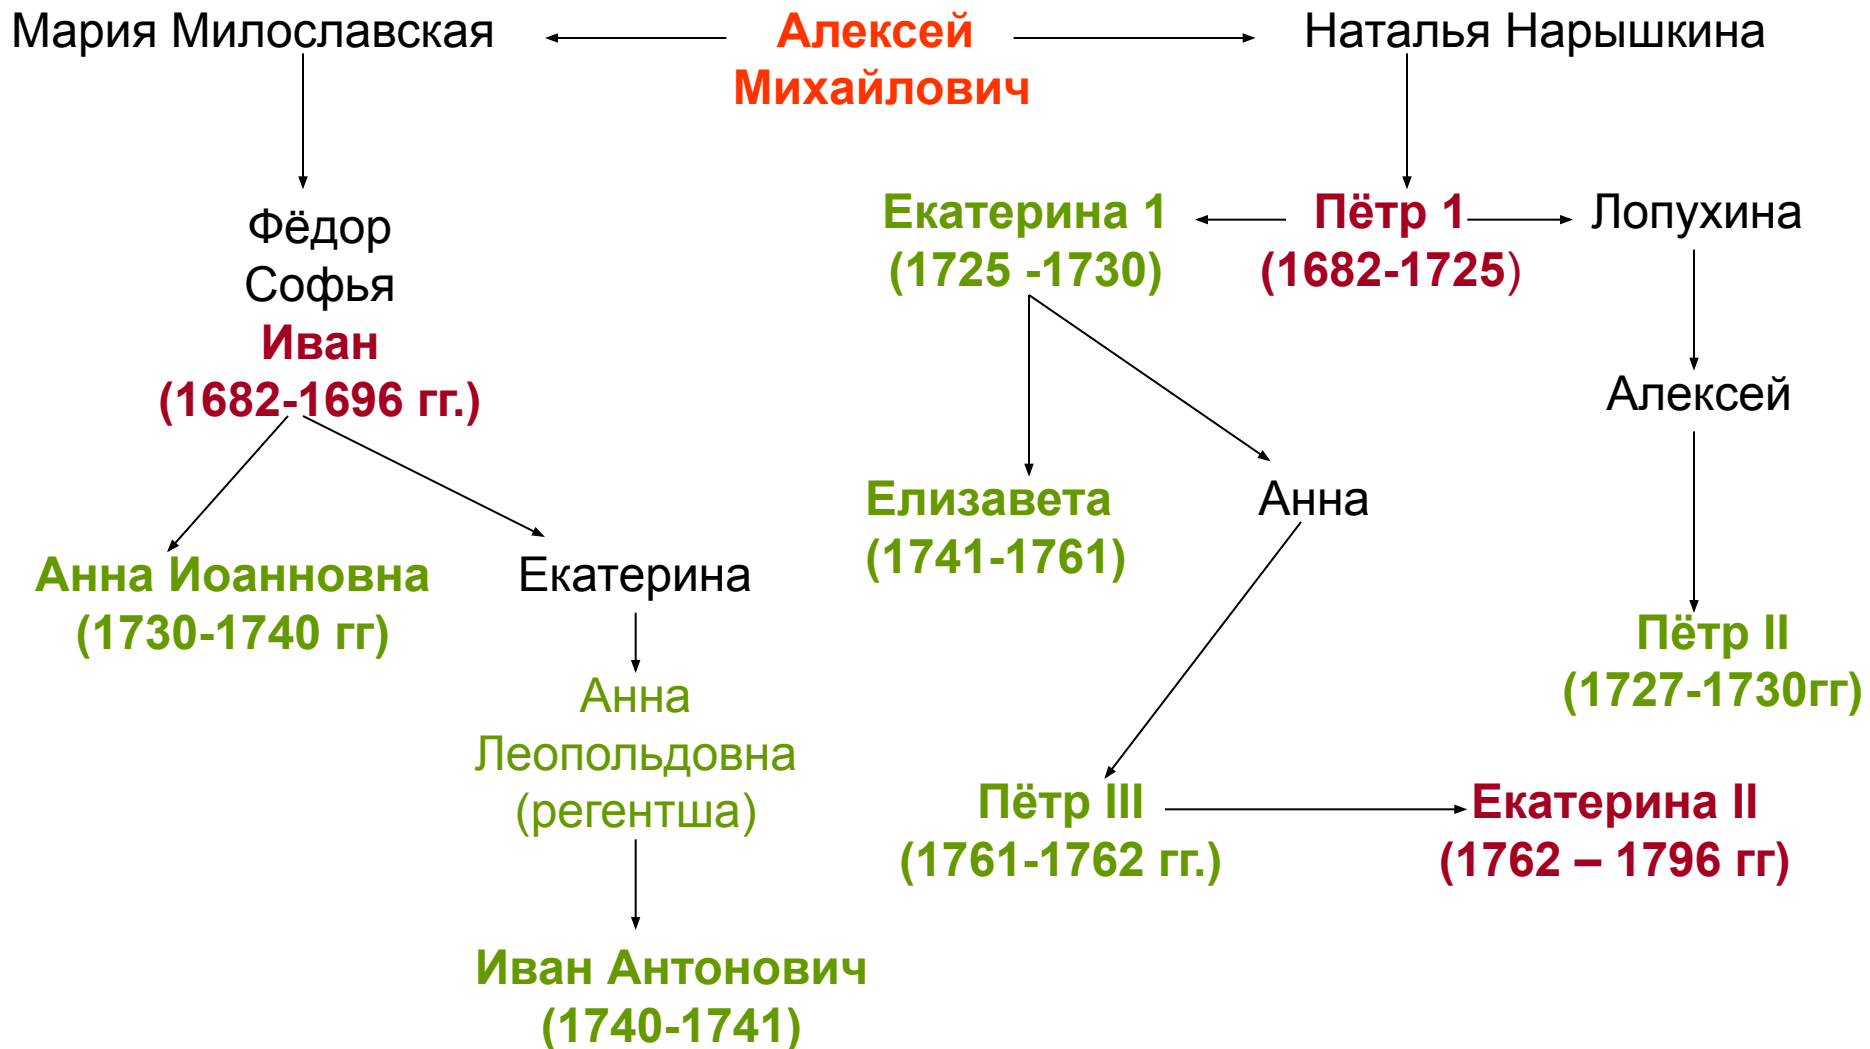 Мария Милославская
Алексей
Михайлович
Наталья Нарышкина
Фёдор
Софья
Иван
(1682-1696 гг.)
Екатерина 1
(1725 -1730)
Пётр 1
(1682-1725)
Лопухина
Алексей
Елизавета
(1741-1761)
Анна
Анна Иоанновна
(1730-1740 гг)
Екатерина
Пётр II
(1727-1730гг)
Анна
Леопольдовна
(регентша)
Пётр III
(1761-1762 гг.)
Екатерина II
(1762 – 1796 гг)
Иван Антонович
(1740-1741)